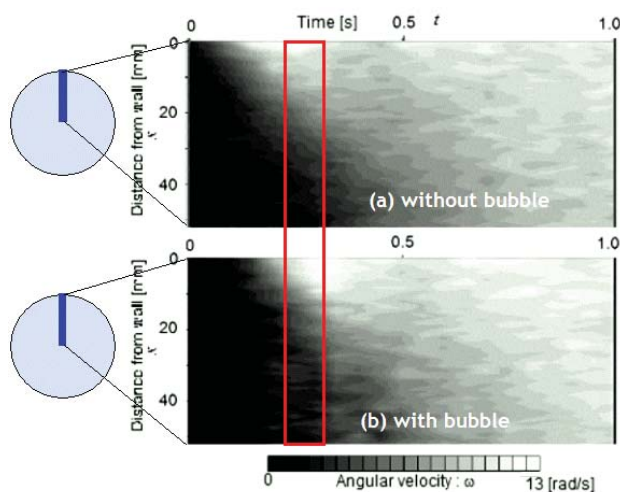 Time [s]
0.5
t
1.0
0
20
40
Distance from wall [mm]
x
(a) without bubble
0
0.5
1.0
0
20
40
Distance from wall [mm]
x
(b) with bubble
0
Angular velocity : ω
13 [rad/s]